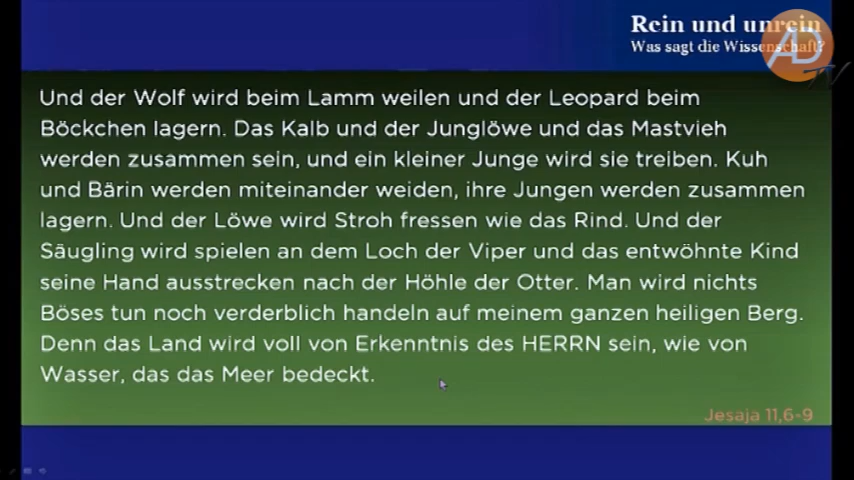 Rein und unrein
Was sagt die Wissenschaft?
AD
TV
Und der Wolf wird beim Lamm weilen und der Leopard beim
Böckchen lagern. Das Kalb und der Junglöwe und das Mastvieh
werden zusammen sein, und ein kleiner Junge wird sie treiben. Kuh
und Bärin werden miteinander weiden, ihre Jungen werden zusammen
lagern. Und der Löwe wird Stroh fressen wie das Rind. Und der
Säugling wird spielen an dem Loch der Viper und das entwöhnte Kind
seine Hand ausstrecken nach der Höhle der Otter. Man wird nichts
Böses tun noch verderblich handeln auf meinem ganzen heiligen Berg.
Denn das Land wird voll von Erkenntnis des HERRN sein, wie von
Wasser, das das Meer bedeckt.
Jesaja 11,6-9